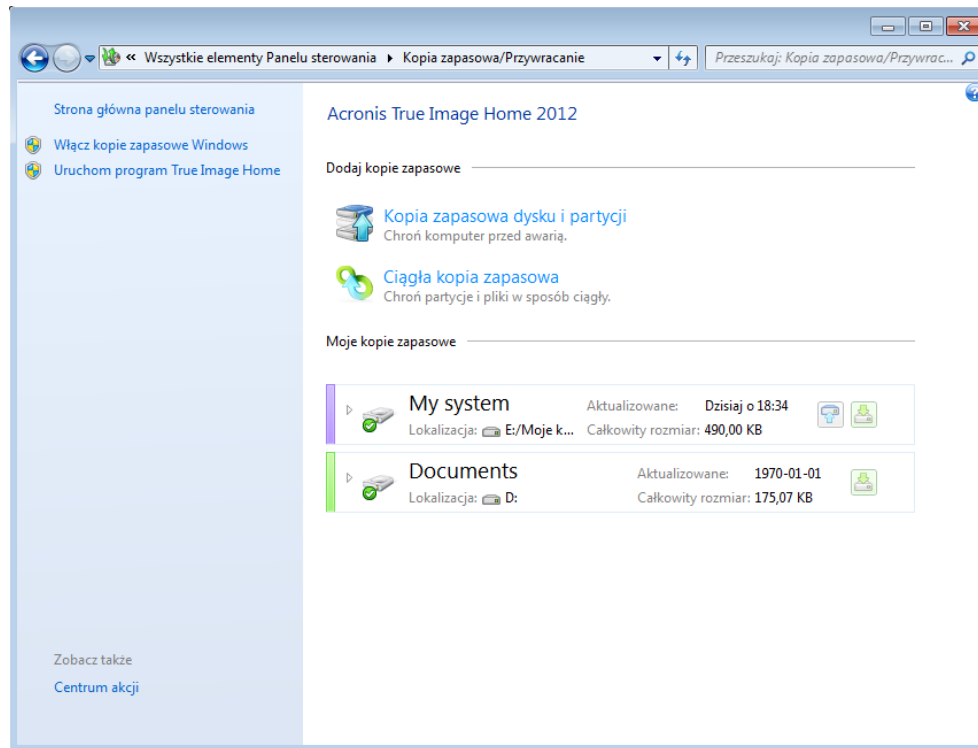 « Wszystkie elementy Panelu sterowania Kopia zapasowa/Przywracanie
Przeszukaj: Kopia zapasowa/Przywrac...
Strona główna panelu sterowania
Włącz kopie zapasowe Windows
Uruchom program True Image Home
Acronis True Image Home 2012
Dodaj kopie zapasowe
Kopia zapasowa dysku i partycji
Chroń komputer przed awarią.
Ciągła kopia zapasowa
Chroń partycje i pliki w sposób ciągły.
Moje kopie zapasowe
My system
Aktualizowane: Dzisiaj o 18:34
Lokalizacja: E:/Moje k... Całkowity rozmiar: 490,00 KB
Documents
Aktualizowane: 1970-01-01
Lokalizacja: D: Całkowity rozmiar: 175,07 KB
Zobacz także
Centrum akcji